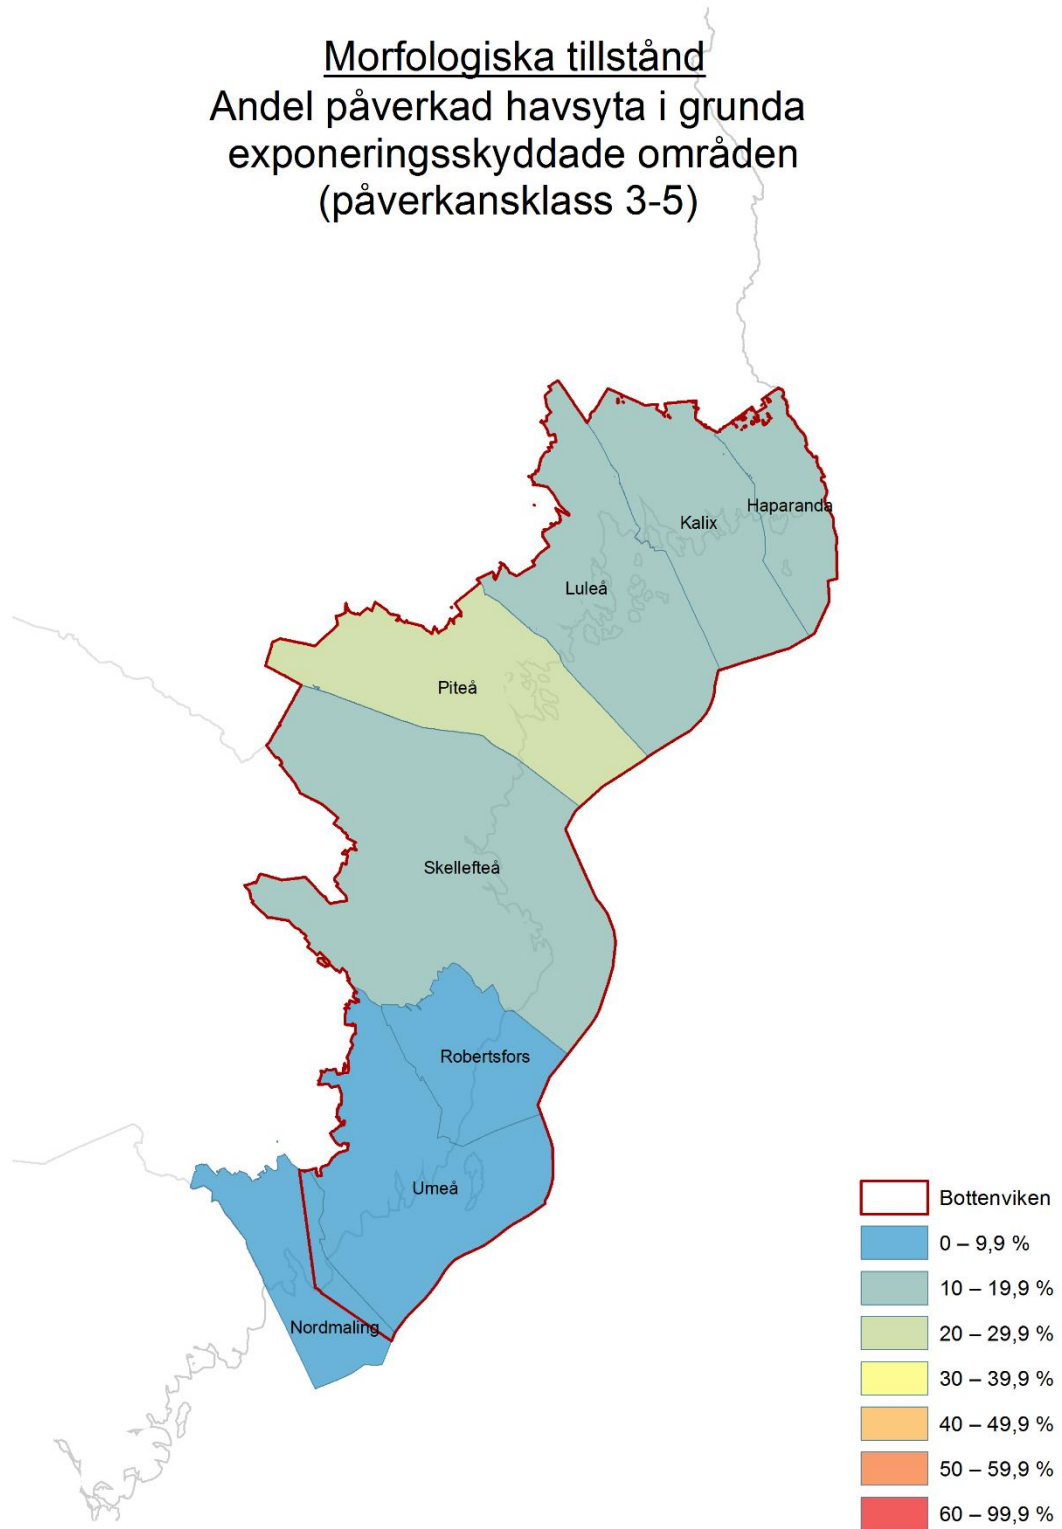 Morfologiska tillstånd
Andel påverkad havsyta i grunda
exponeringsskyddade områden
(påverkansklass 3-5)
Haparanda
Kalix
Luleå
Piteå
Skellefteå
Robertsfors
Umeå
Nordmaling
Bottenviken
0 – 9,9 %
10 – 19,9 %
20 – 29,9 %
30 – 39,9 %
40 – 49,9 %
50 – 59,9 %
60 – 99,9 %